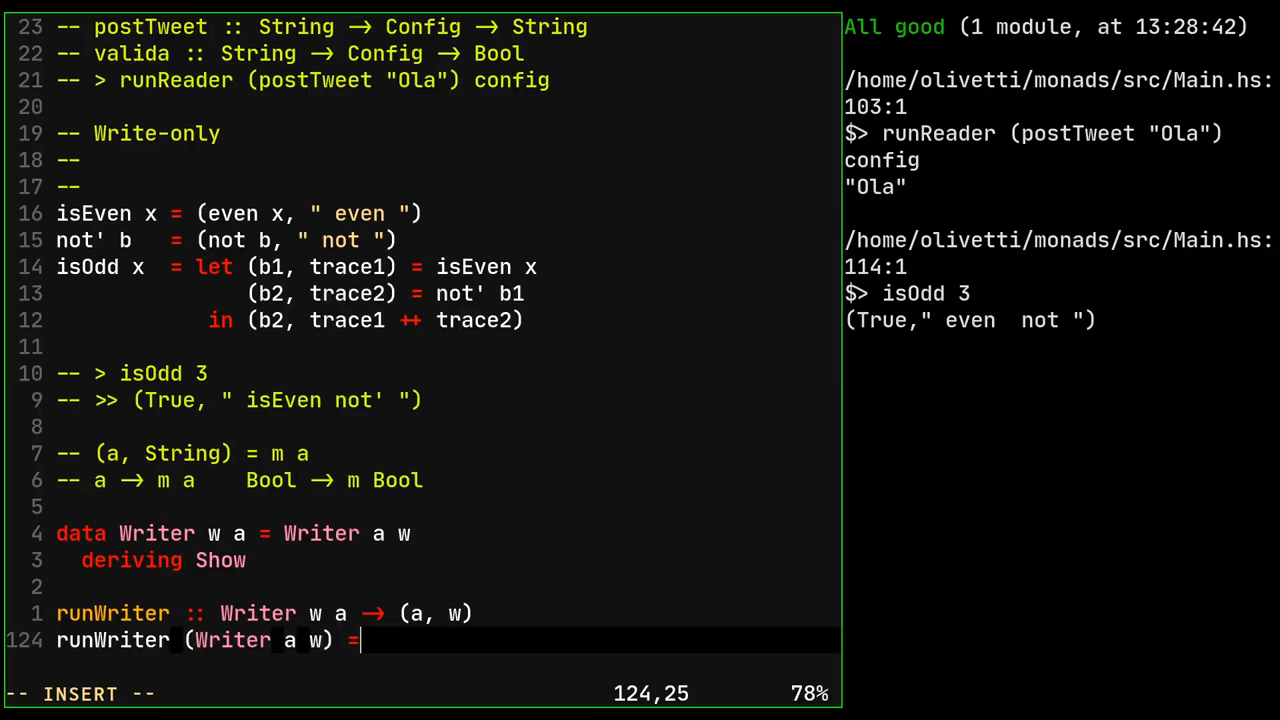 23 -- postTweet :: String -> Config -> String
22 -- valida :: String -> Config -> Bool
21 -- > runReader (postTweet "Ola") config
20
19 -- Write-only
18 --
17 --
16 isEven x = (even x, " even ")
15 not' b   = (not b, " not ")
14 isOdd x  = let (b1, trace1) = isEven x
13                (b2, trace2) = not' b1
12             in (b2, trace1 ++ trace2)
11
10 -- > isOdd 3
9 -- >> (True, " isEven not' ")
8
7 -- (a, String) = m a
6 -- a -> m a    Bool -> m Bool
5
4 data Writer w a = Writer a w
3   deriving Show
2
1 runWriter :: Writer w a -> (a, w)
124 runWriter (Writer a w) =
-- INSERT --                124,25          78%
All good (1 module, at 13:28:42)
/home/olivetti/monads/src/Main.hs:
103:1
$> runReader (postTweet "Ola")
config
"Ola"
/home/olivetti/monads/src/Main.hs:
114:1
$> isOdd 3
(True," even  not ")